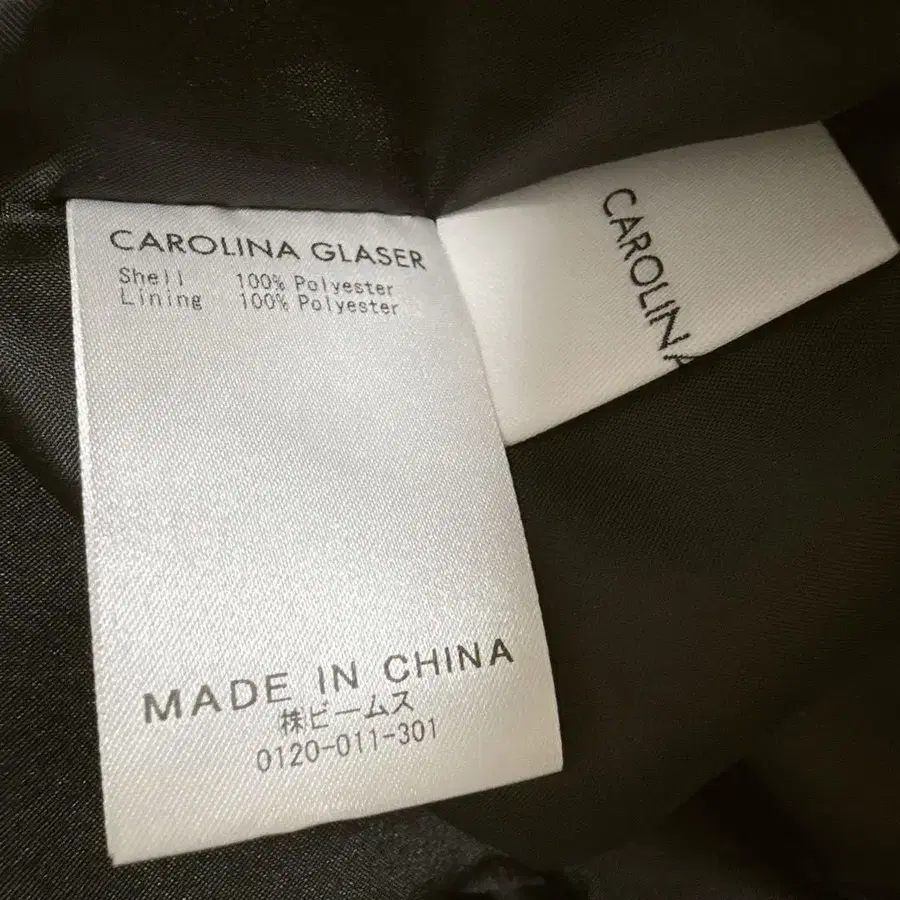 CAROLINA GLASER
Shell 100% Polyester
Lining 100% Polyester
MADE IN CHINA
株ビームス
0120-011-301
CAROLINA